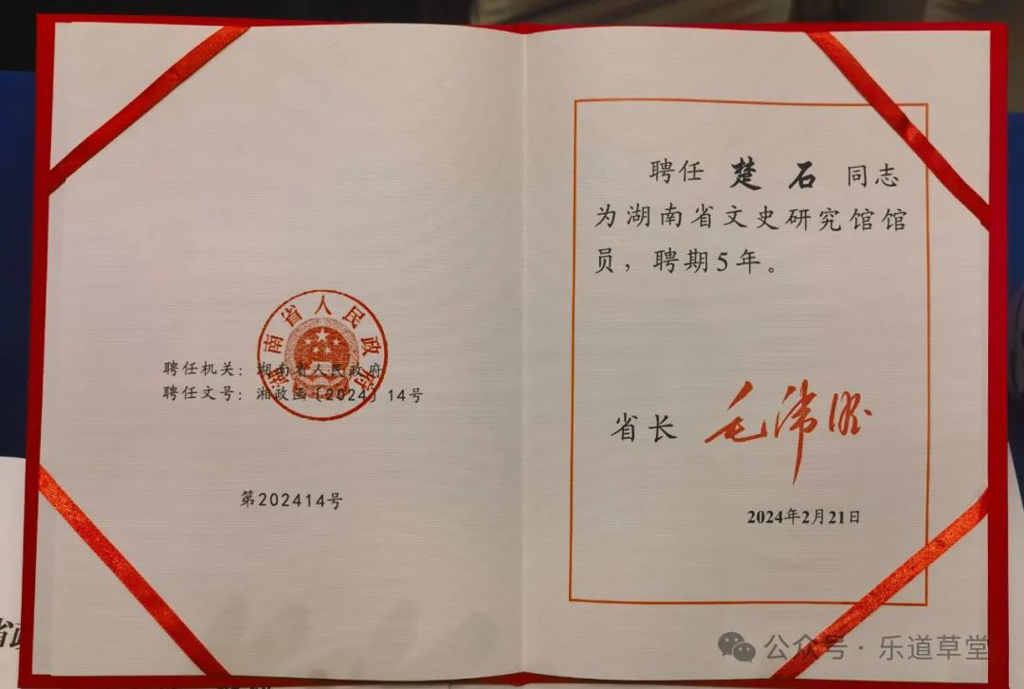 湖南省人民政府
聘任机关：湖南省人民政府
聘任文号：湘政函〔2024〕14号
第202414号
聘任 楚石 同志
为湖南省文史研究馆馆
员，聘期5年。
省长 毛伟明
2024年2月21日
公众号·乐道草堂